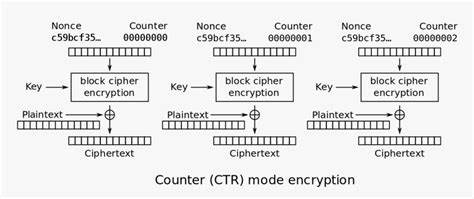 Nonce Counter
c59bcf35… 00000000
Key
block cipher
encryption
Plaintext
Ciphertext
Nonce Counter
c59bcf35… 00000001
Key
block cipher
encryption
Plaintext
Ciphertext
Nonce Counter
c59bcf35… 00000002
Key
block cipher
encryption
Plaintext
Ciphertext
Counter (CTR) mode encryption